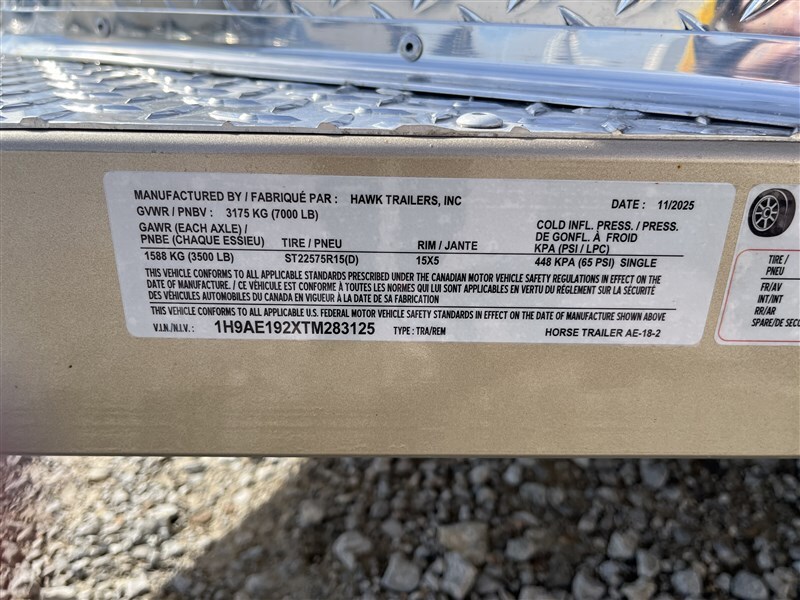 MANUFACTURED BY / FABRIQUÉ PAR : HAWK TRAILERS, INC DATE : 11/2025
GVWR / PNBV : 3175 KG (7000 LB)
GAWR (EACH AXLE) / COLD INFL. PRESS. / PRESS.
PNBE (CHAQUE ESSIEU) TIRE / PNEU RIM / JANTE DE GONFL. À FROID
KPA (PSI / LPC)
1588 KG (3500 LB) ST22575R15(D) 15X5 448 KPA (65 PSI) SINGLE
THIS VEHICLE CONFORMS TO ALL APPLICABLE STANDARDS PRESCRIBED UNDER THE CANADIAN MOTOR VEHICLE SAFETY REGULATIONS IN EFFECT ON THE
DATE OF MANUFACTURE. / CE VÉHICULE EST CONFORME À TOUTES LES NORMES QUI LUI SONT APPLICABLES EN VERTU DU RÈGLEMENT SUR LA SÉCURITÉ
DES VÉHICULES AUTOMOBILES DU CANADA EN VIGUEUR À LA DATE DE SA FABRICATION
THIS VEHICLE CONFORMS TO ALL APPLICABLE U.S. FEDERAL MOTOR VEHICLE SAFETY STANDARDS IN EFFECT ON THE DATE OF MANUFACTURE SHOWN ABOVE
V.I.N./N.I.V. : 1H9AE192XTM283125 TYPE : TRA/REM HORSE TRAILER AE-18-2
TIRE /
PNEU
FR/AV
INT/INT
RR/AR
SPARE/DE SECO